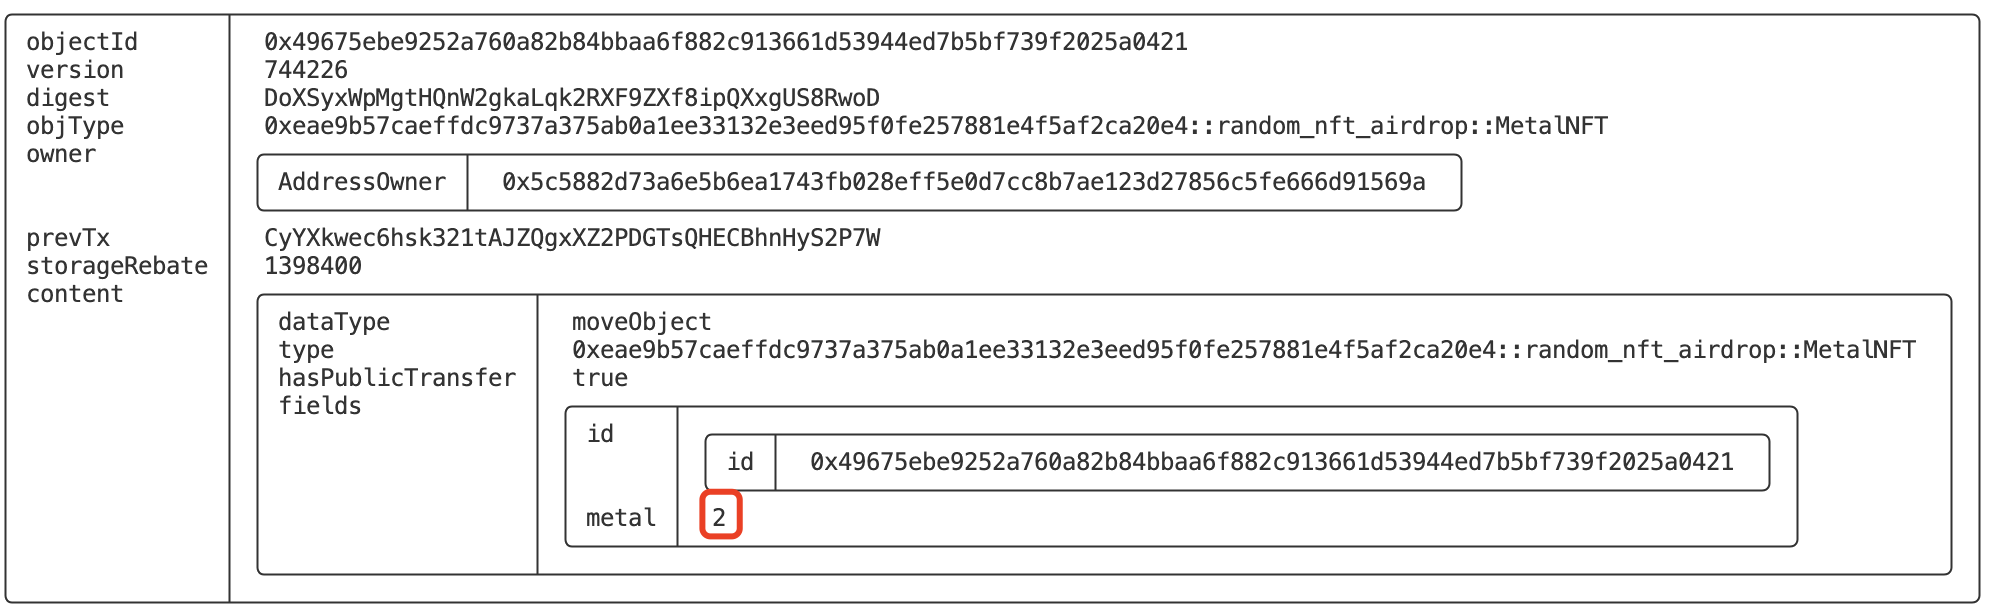 objectId 0x49675ebe9252a760a82b84bbaa6f882c913661d53944ed7b5bf739f2025a0421
version 744226
digest DoXSyxWpMgtHQnW2gkaLqk2RXF9ZXf8ipQXxgUS8RwoD
objType 0xeae9b57caeffdc9737a375ab0a1ee33132e3eed95f0fe257881e4f5af2ca20e4::random_nft_airdrop::MetalNFT
owner
AddressOwner 0x5c5882d73a6e5b6ea1743fb028eff5e0d7cc8b7ae123d27856c5fe666d91569a
prevTx CyYXkwec6hsk321tAJZQgxXZ2PDGTsQHECBhnHyS2P7W
storageRebate 1398400
content
dataType moveObject
type 0xeae9b57caeffdc9737a375ab0a1ee33132e3eed95f0fe257881e4f5af2ca20e4::random_nft_airdrop::MetalNFT
hasPublicTransfer true
fields
id
id 0x49675ebe9252a760a82b84bbaa6f882c913661d53944ed7b5bf739f2025a0421
metal 2